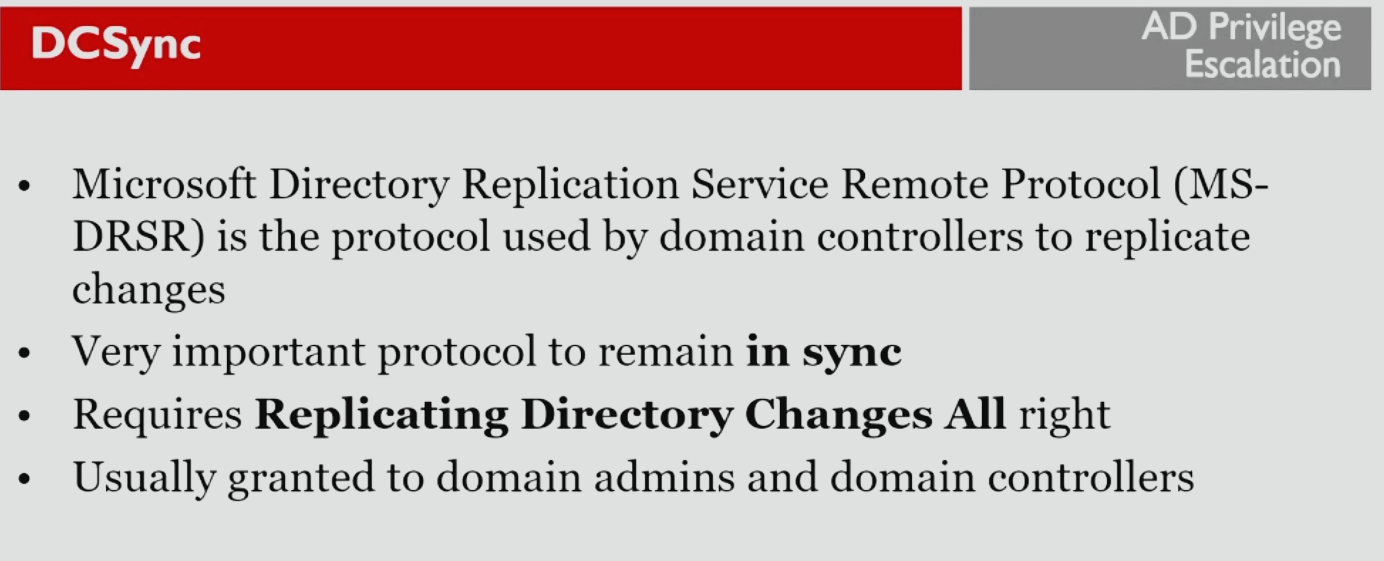 DCSync
AD Privilege
Escalation
• Microsoft Directory Replication Service Remote Protocol (MS-
DRSR) is the protocol used by domain controllers to replicate
changes
• Very important protocol to remain in sync
• Requires Replicating Directory Changes All right
• Usually granted to domain admins and domain controllers